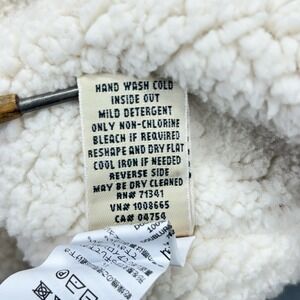 HAND WASH COLD
INSIDE OUT
MILD DETERGENT
ONLY NON-CHLORINE
BLEACH IF REQUIRED
RESHAPE AND DRY FLAT
COOL IRON IF NEEDED
REVERSE SIDE
MAY BE DRY CLEANED
RN# 71341
VN# 1008665
CA# 04754